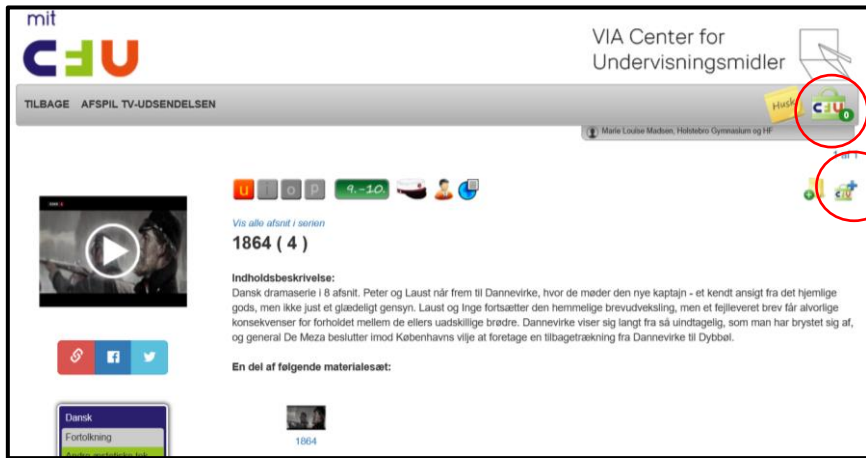 mit
CFU
VIA Center for
Undervisningsmidler
TILBAGE AFSPIL TV-UDSENDELSEN
Husk
CFU
0
Marie Louise Madsen, Holstebro Gymnasium og HF
1 af 1
u i o p 9.-10.
Vis alle afsnit i serien
1864 ( 4 )
Indholdsbeskrivelse:
Dansk dramaserie i 8 afsnit. Peter og Laust når frem til Dannevirke, hvor de møder den nye kaptajn - et kendt ansigt fra det hjemlige
gods, men ikke just et glædeligt gensyn. Laust og Inge fortsætter den hemmelige brevudveksling, men et fejlleveret brev får alvorlige
konsekvenser for forholdet mellem de ellers uadskillige brødre. Dannevirke viser sig langt fra så uindtagelig, som man har brystet sig af,
og general De Meza beslutter imod Københavns vilje at foretage en tilbagetrækning fra Dannevirke til Dybbøl.
En del af følgende materialesæt:
1864
Dansk
Fortolkning